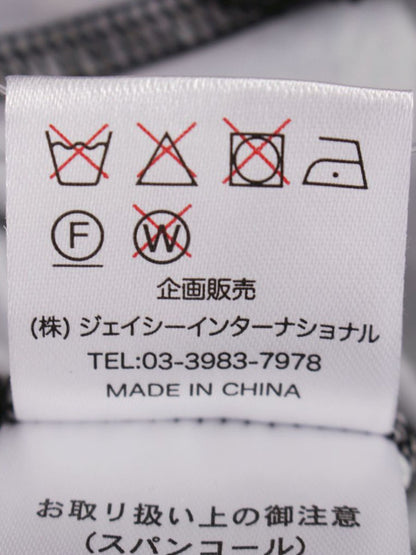 F W
企画販売
(株) ジェイシーインターナショナル
TEL:03-3983-7978
MADE IN CHINA
お取り扱い上の御注意
(スパンコール)